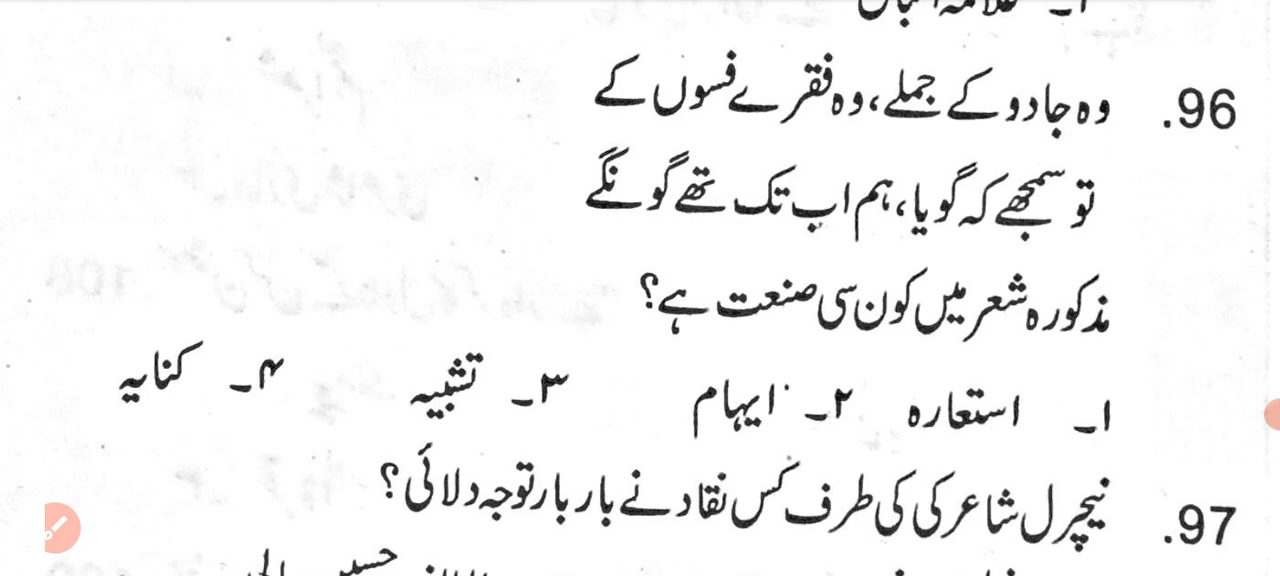 96. وہ جادو کے جملے، وہ فقرے فسوں کے
تو سمجھے کہ گویا، ہم اب تک تھے گونگے
مذکورہ شعر میں کون سی صنعت ہے؟
۱۔ استعارہ ۲۔ ایہام ۳۔ تشبیہ ۴۔ کنایہ
97. نیچرل شاعرکی کی طرف کس نقاد نے بار بار توجہ دلائی؟